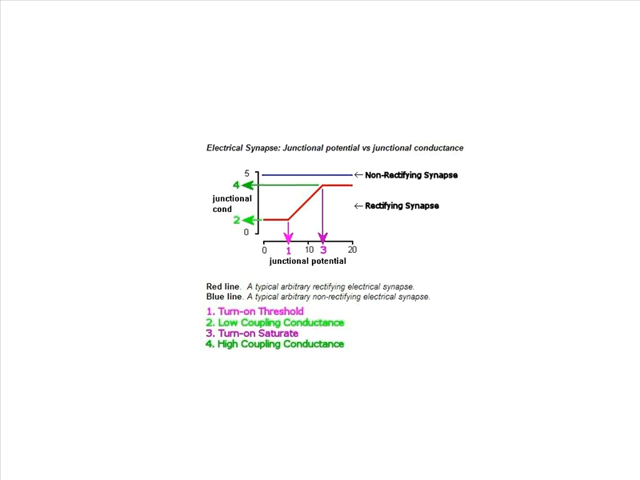 Electrical Synapse: Junctional potential vs junctional conductance
5
Non-Rectifying Synapse
4
junctional
cond
Rectifying Synapse
2
0
0 1 10 3 20
junctional potential
Red line. A typical arbitrary rectifying electrical synapse.
Blue line. A typical arbitrary non-rectifying electrical synapse.
1. Turn-on Threshold
2. Low Coupling Conductance
3. Turn-on Saturate
4. High Coupling Conductance